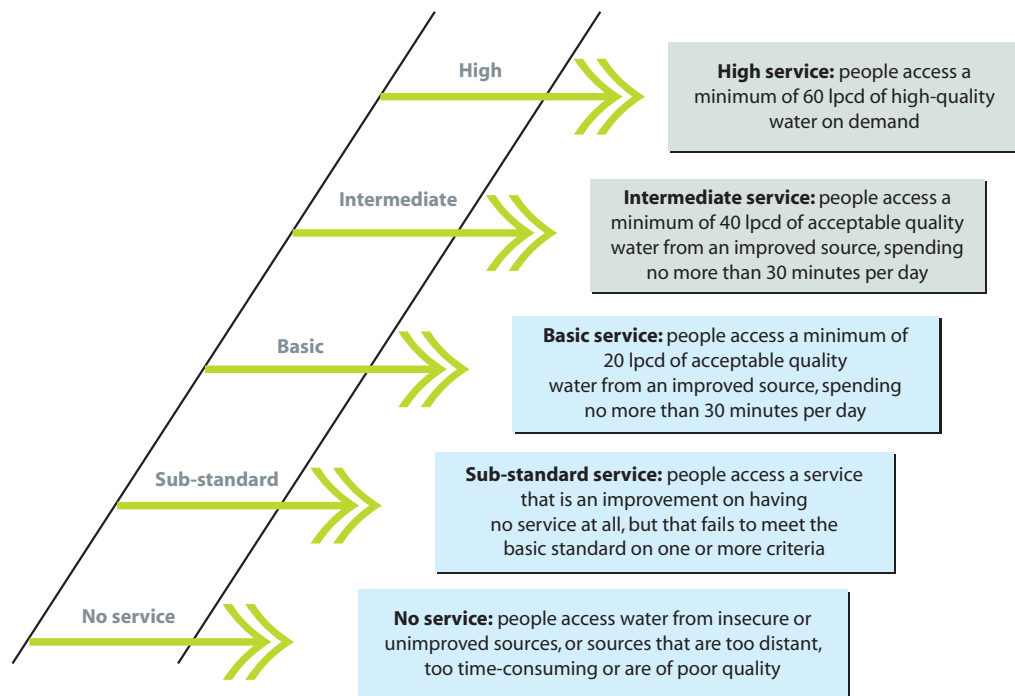 High
High service: people access a
minimum of 60 lpcd of high-quality
water on demand
Intermediate
Intermediate service: people access a
minimum of 40 lpcd of acceptable quality
water from an improved source, spending
no more than 30 minutes per day
Basic
Basic service: people access a minimum of
20 lpcd of acceptable quality
water from an improved source, spending
no more than 30 minutes per day
Sub-standard
Sub-standard service: people access a service
that is an improvement on having
no service at all, but that fails to meet the
basic standard on one or more criteria
No service
No service: people access water from insecure or
unimproved sources, or sources that are too distant,
too time-consuming or are of poor quality